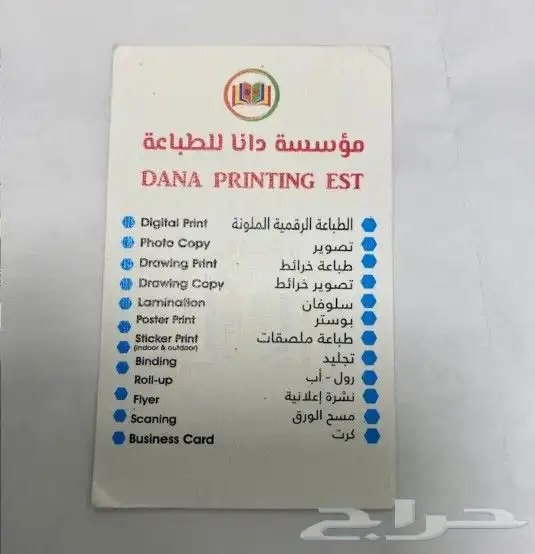 مؤسسة دانا للطباعة
DANA PRINTING EST
Digital Print الطباعة الرقمية الملونة
Photo Copy تصوير
Drawing Print طباعة خرائط
Drawing Copy تصوير خرائط
Lamination سلوفان
Poster Print بوستر
Sticker Print طباعة ملصقات
(indoor & outdoor)
Binding تجليد
Roll-up رول - أب
Flyer نشرة إعلانية
Scaning مسح الورق
Business Card كرت
حراج